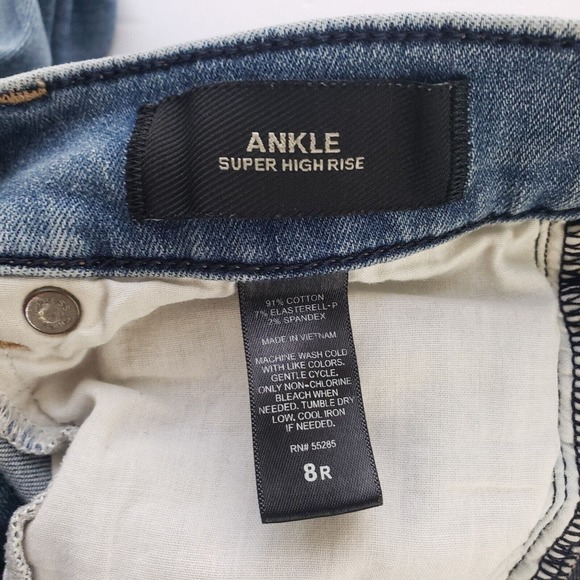 ANKLE
SUPER HIGH RISE
91% COTTON
7% ELASTERELL-P
2% SPANDEX
MADE IN VIETNAM
MACHINE WASH COLD
WITH LIKE COLORS.
GENTLE CYCLE.
ONLY NON-CHLORINE
BLEACH WHEN
NEEDED. TUMBLE DRY
LOW, COOL IRON
IF NEEDED.
RN# 55285
8R